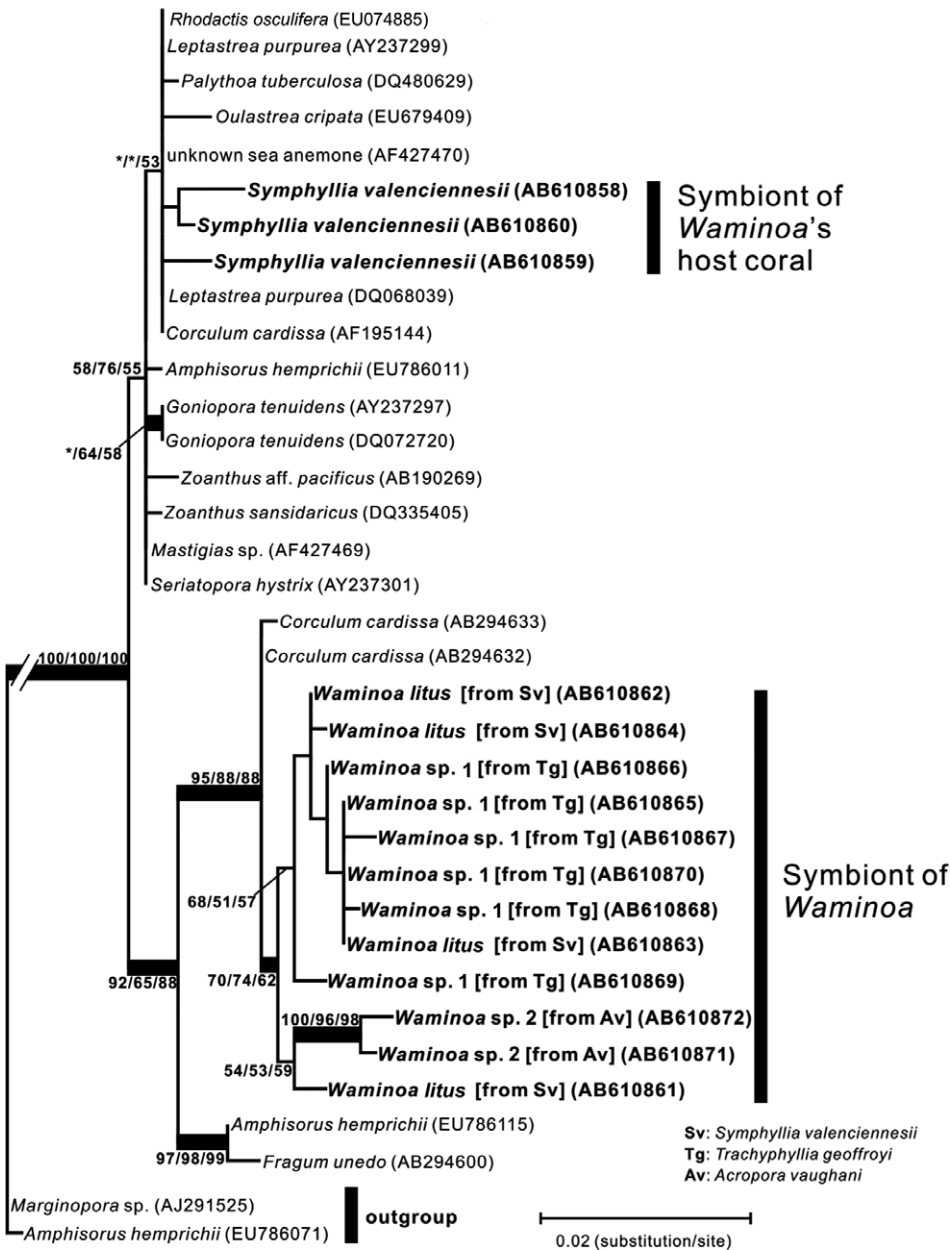 Rhodactis osculifera (EU074885)
Leptastrea purpurea (AY237299)
Palythoa tuberculosa (DQ480629)
Oulastrea cripata (EU679409)
*/*/53
unknown sea anemone (AF427470)
Symphyllia valenciennesii (AB610858)
Symphyllia valenciennesii (AB610860)
Symphyllia valenciennesii (AB610859)
Symbiont of
Waminoa's
host coral
Leptastrea purpurea (DQ068039)
Corculum cardissa (AF195144)
58/76/55
Amphisorus hemprichii (EU786011)
Goniopora tenuidens (AY237297)
Goniopora tenuidens (DQ072720)
*/64/58
Zoanthus aff. pacificus (AB190269)
Zoanthus sansidaricus (DQ335405)
Mastigias sp. (AF427469)
Seriatopora hystrix (AY237301)
Corculum cardissa (AB294633)
100/100/100
Corculum cardissa (AB294632)
Waminoa litus [from Sv] (AB610862)
Waminoa litus [from Sv] (AB610864)
Waminoa sp. 1 [from Tg] (AB610866)
95/88/88
Waminoa sp. 1 [from Tg] (AB610865)
Waminoa sp. 1 [from Tg] (AB610867)
Waminoa sp. 1 [from Tg] (AB610870)
68/51/57
Waminoa sp. 1 [from Tg] (AB610868)
Waminoa litus [from Sv] (AB610863)
Symbiont of
Waminoa
92/65/88
70/74/62
Waminoa sp. 1 [from Tg] (AB610869)
100/96/98
Waminoa sp. 2 [from Av] (AB610872)
Waminoa sp. 2 [from Av] (AB610871)
54/53/59
Waminoa litus [from Sv] (AB610861)
Amphisorus hemprichii (EU786115)
97/98/99
Fragum unedo (AB294600)
Sv: Symphyllia valenciennesii
Tg: Trachyphyllia geoffroyi
Av: Acropora vaughani
Marginopora sp. (AJ291525)
Amphisorus hemprichii (EU786071)
outgroup
0.02 (substitution/site)